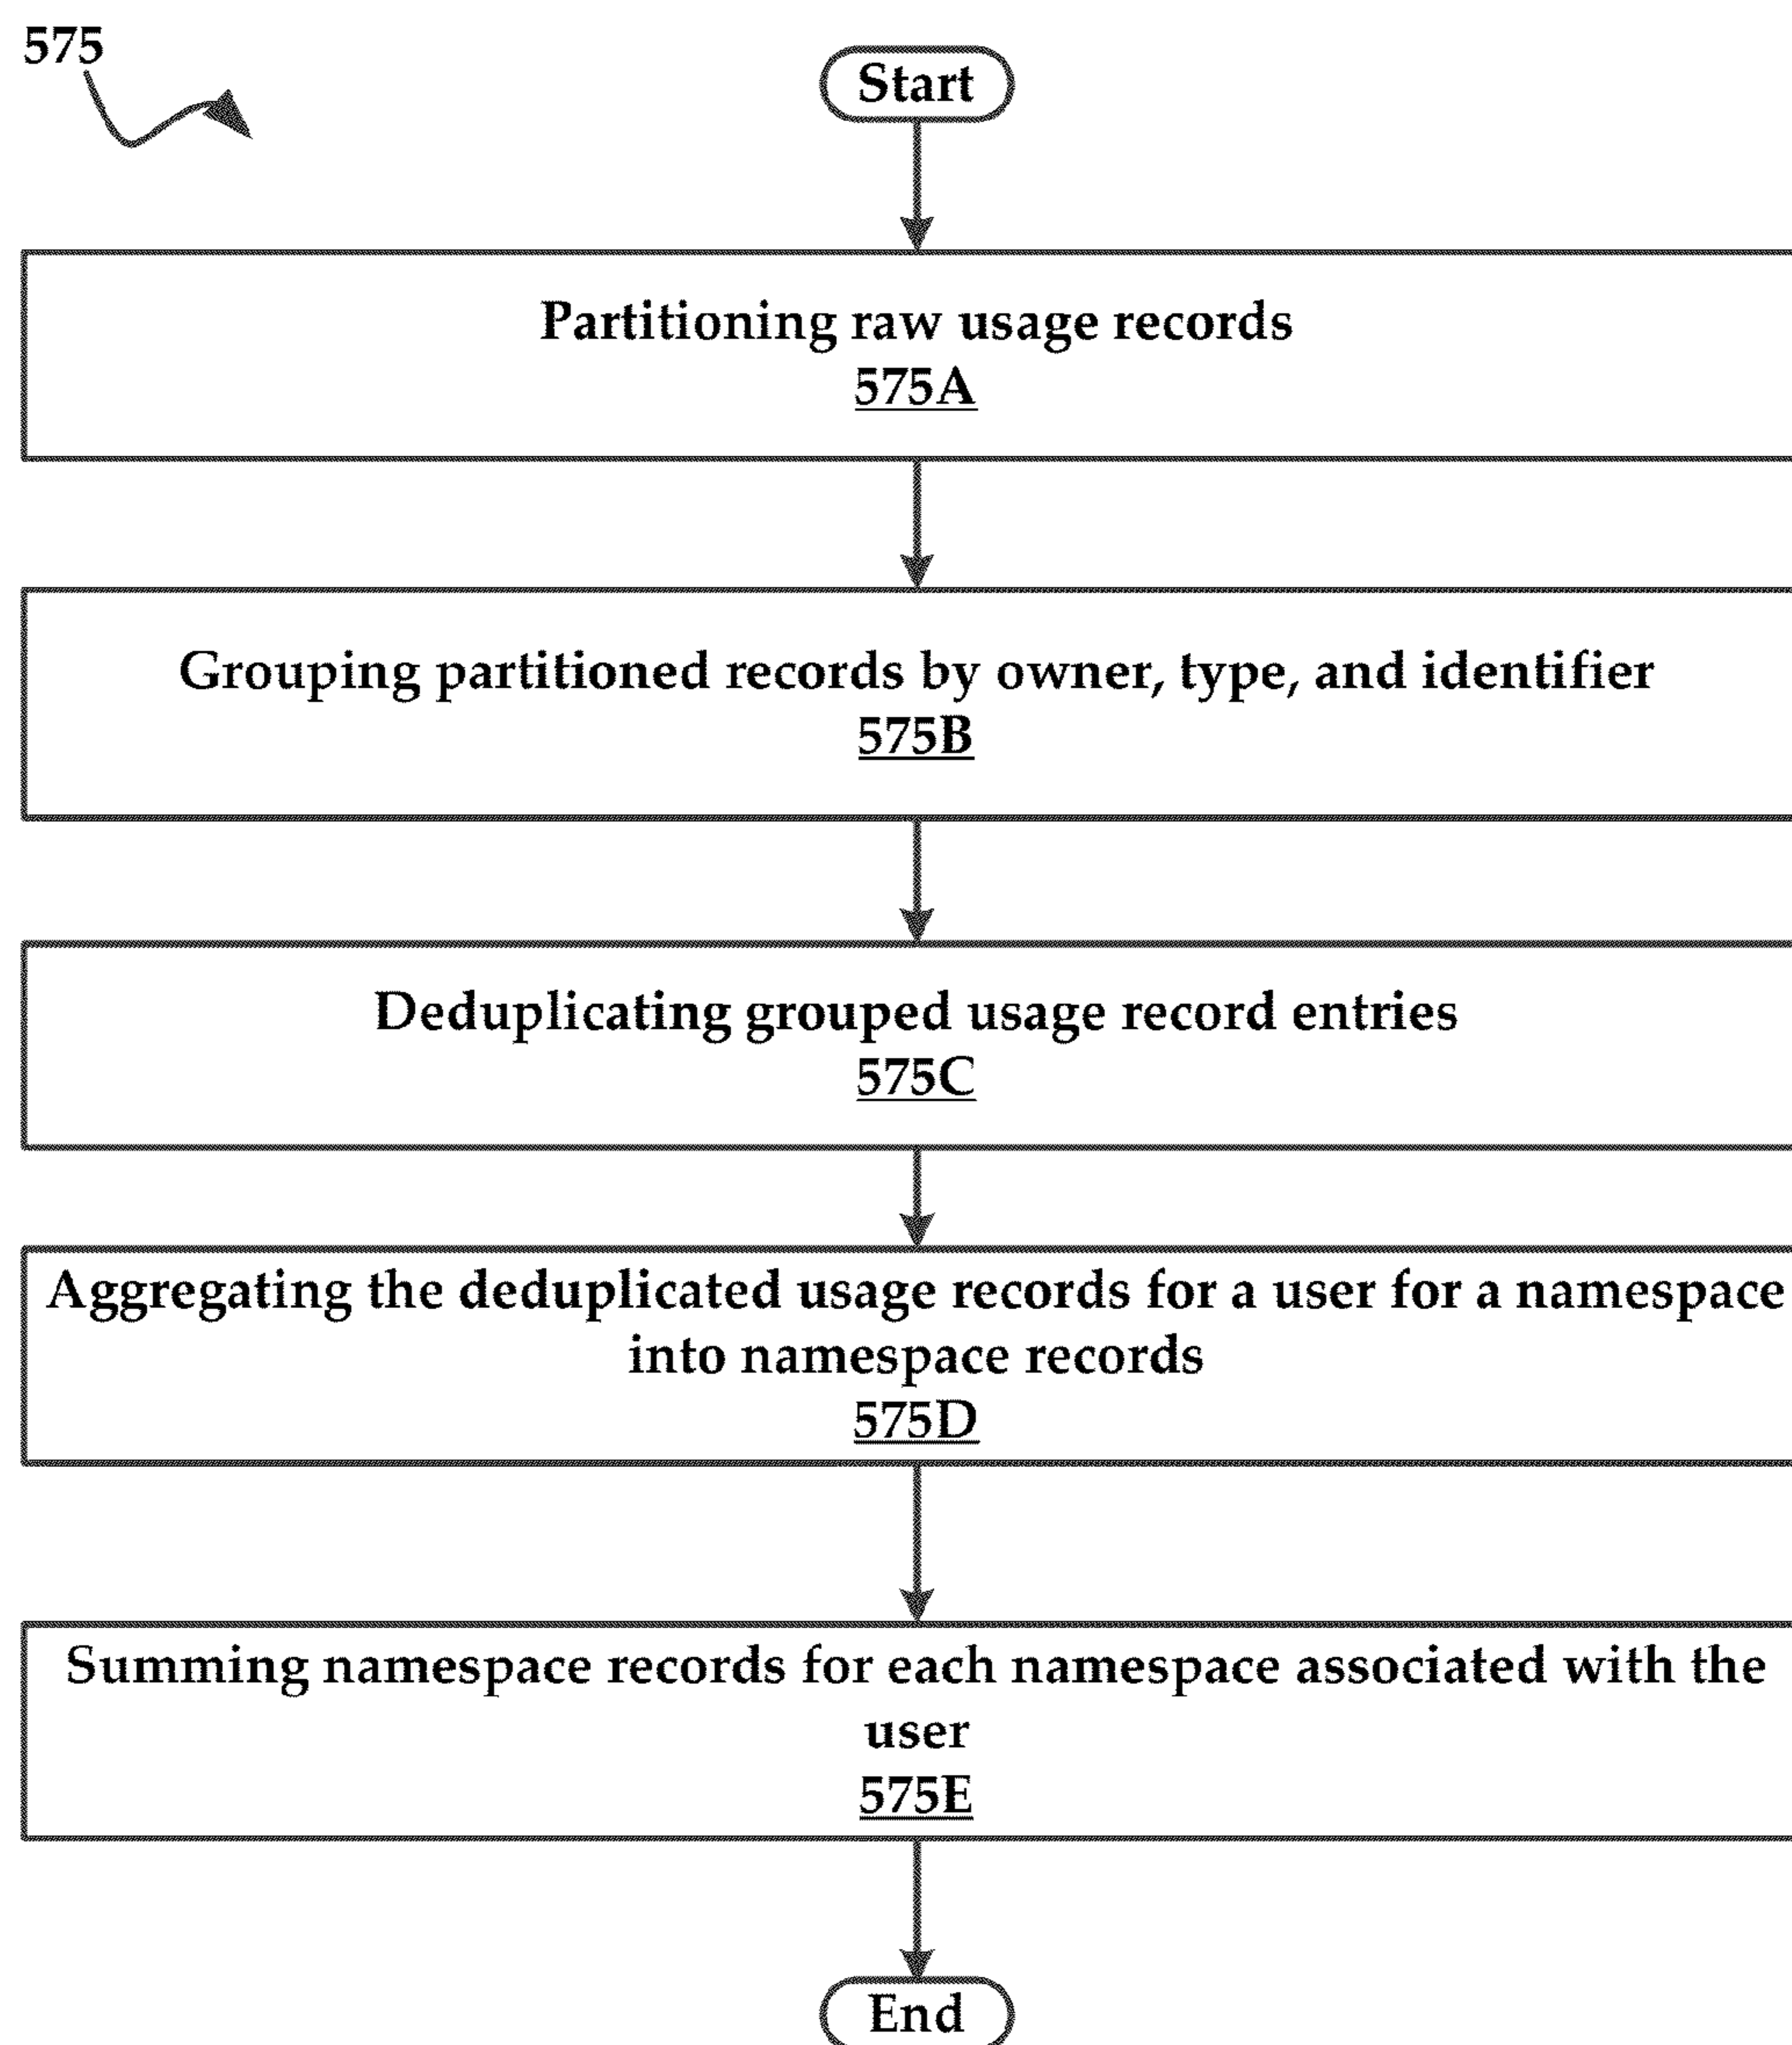 575
Start
Partitioning raw usage records
575A
Grouping partitioned records by owner, type, and identifier
575B
Deduplicating grouped usage record entries
575C
Aggregating the deduplicated usage records for a user for a namespace
into namespace records
575D
Summing namespace records for each namespace associated with the
user
575E
End